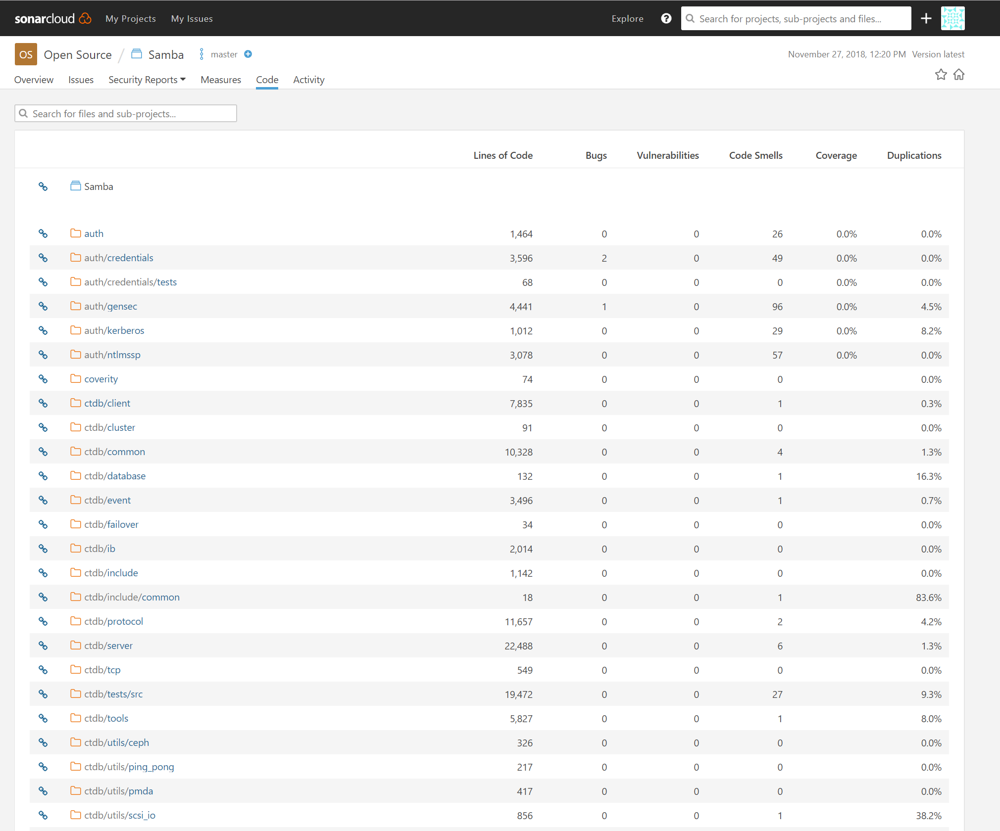 sonarcloud My Projects My Issues Explore ? Search for projects, sub-projects and files...
OS Open Source / Samba master November 27, 2018, 12:20 PM Version latest
Overview Issues Security Reports Measures Code Activity
Search for files and sub-projects...
Lines of Code Bugs Vulnerabilities Code Smells Coverage Duplications
Samba
auth 1,464 0 0 26 0.0% 0.0%
auth/credentials 3,596 2 0 49 0.0% 0.0%
auth/credentials/tests 68 0 0 0 0.0% 0.0%
auth/gensec 4,441 1 0 96 0.0% 4.5%
auth/kerberos 1,012 0 0 29 0.0% 8.2%
auth/ntlmssp 3,078 0 0 57 0.0% 0.0%
coverity 74 0 0 0 0.0%
ctdb/client 7,835 0 0 1 0.3%
ctdb/cluster 91 0 0 0 0.0%
ctdb/common 10,328 0 0 4 1.3%
ctdb/database 132 0 0 1 16.3%
ctdb/event 3,496 0 0 1 0.7%
ctdb/failover 34 0 0 0 0.0%
ctdb/ib 2,014 0 0 0 0.0%
ctdb/include 1,142 0 0 0 0.0%
ctdb/include/common 18 0 0 1 83.6%
ctdb/protocol 11,657 0 0 2 4.2%
ctdb/server 22,488 0 0 6 1.3%
ctdb/tcp 549 0 0 0 0.0%
ctdb/tests/src 19,472 0 0 27 9.3%
ctdb/tools 5,827 0 0 1 8.0%
ctdb/utils/ceph 326 0 0 0 0.0%
ctdb/utils/ping_pong 217 0 0 0 0.0%
ctdb/utils/pmda 417 0 0 0 0.0%
ctdb/utils/scsi_io 856 0 0 1 38.2%